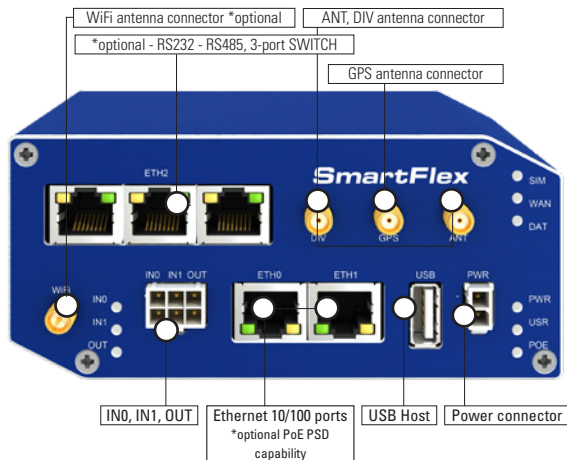 WiFi antenna connector *optional
ANT, DIV antenna connector
*optional - RS232 - RS485, 3-port SWITCH
GPS antenna connector
ETH2
SmartFlex
SIM
WAN
DAT
DIV
GPS
ANT
WiFi
IN0 IN1 OUT
ETH0
ETH1
USB
PWR
-
IN0
IN1
OUT
PWR
USR
POE
IN0, IN1, OUT
Ethernet 10/100 ports
*optional PoE PSD
capability
USB Host
Power connector